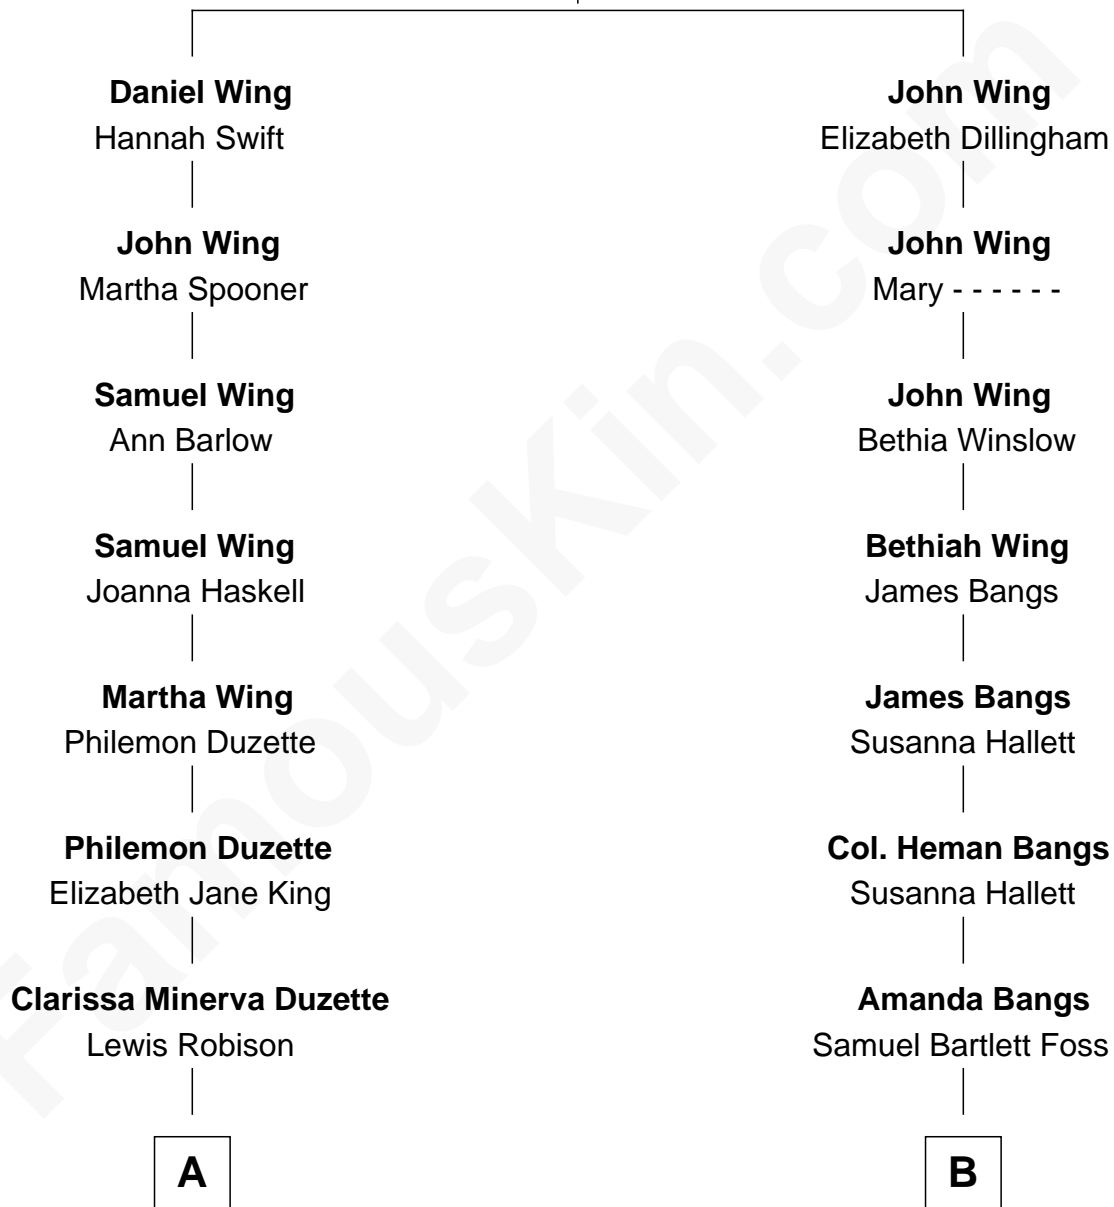 Daniel Wing
Hannah Swift
John Wing
Martha Spooner
Samuel Wing
Ann Barlow
Samuel Wing
Joanna Haskell
Martha Wing
Philemon Duzette
Philemon Duzette
Elizabeth Jane King
Clarissa Minerva Duzette
Lewis Robison
A
John Wing
Elizabeth Dillingham
John Wing
Mary - - - - - -
John Wing
Bethia Winslow
Bethiah Wing
James Bangs
James Bangs
Susanna Hallett
Col. Heman Bangs
Susanna Hallett
Amanda Bangs
Samuel Bartlett Foss
B
FamousKin.com